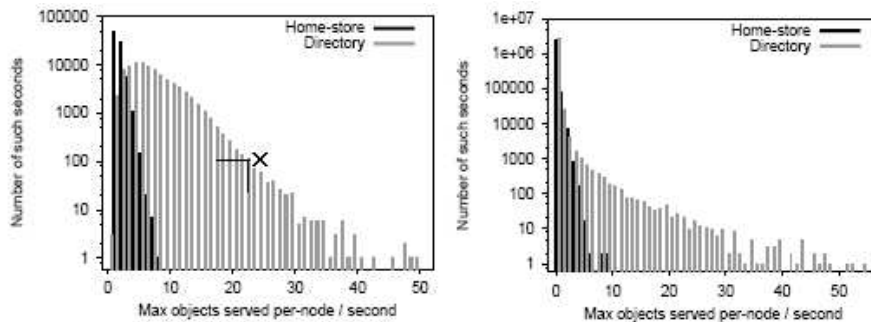 Number of such seconds
100000
10000
1000
100
10
1
Home-store
Directory
0 10 20 30 40 50
Max objects served per-node / second
Number of such seconds
1e+07
1e+06
100000
10000
1000
100
10
1
Home-store
Directory
0 10 20 30 40 50
Max objects served per-node / second